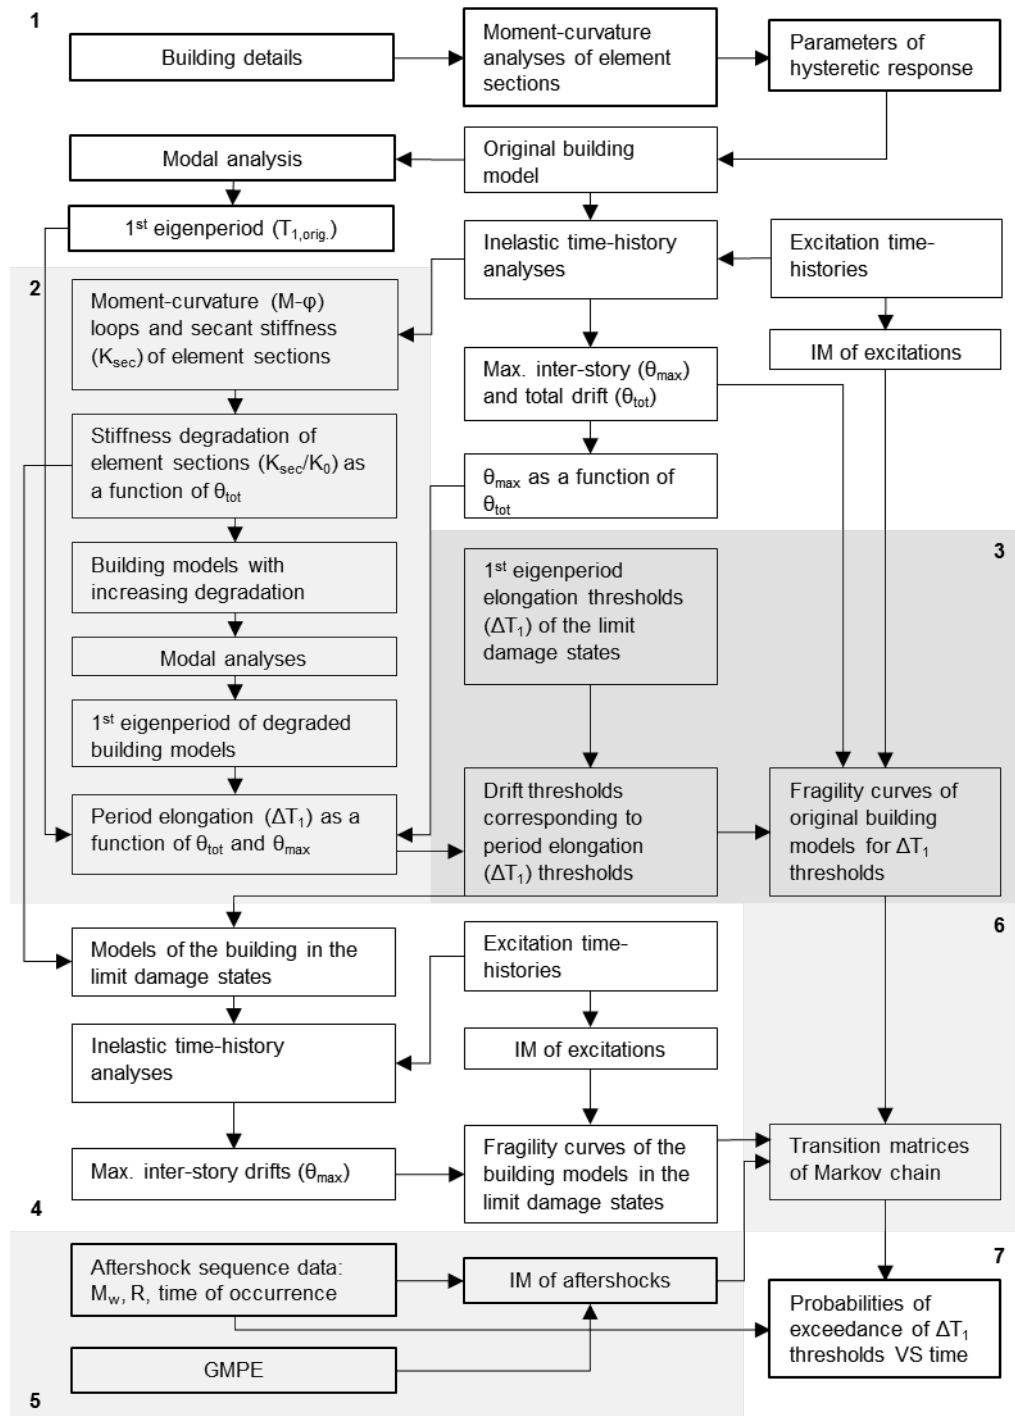 1
Building details
Moment-curvature
analyses of element
sections
Parameters of
hysteretic response
Modal analysis
Original building
model
1st eigenperiod (T1,orig.)
Inelastic time-history
analyses
Excitation time-
histories
2
Moment-curvature (M-φ)
loops and secant stiffness
(Ksec) of element sections
IM of excitations
Max. inter-story (θmax)
and total drift (θtot)
Stiffness degradation of
element sections (Ksec/K0) as
a function of θtot
θmax as a function of
θtot
3
Building models with
increasing degradation
1st eigenperiod
elongation thresholds
(ΔT1) of the limit
damage states
Modal analyses
1st eigenperiod of degraded
building models
Period elongation (ΔT1) as a
function of θtot and θmax
Drift thresholds
corresponding to
period elongation
(ΔT1) thresholds
Fragility curves of
original building
models for ΔT1
thresholds
6
Models of the building in the
limit damage states
Excitation time-
histories
Inelastic time-history
analyses
IM of excitations
Max. inter-story drifts (θmax)
Fragility curves of the
building models in the
limit damage states
Transition matrices
of Markov chain
4
Aftershock sequence data:
Mw, R, time of occurrence
IM of aftershocks
7
Probabilities of
exceedance of ΔT1
thresholds VS time
GMPE
5